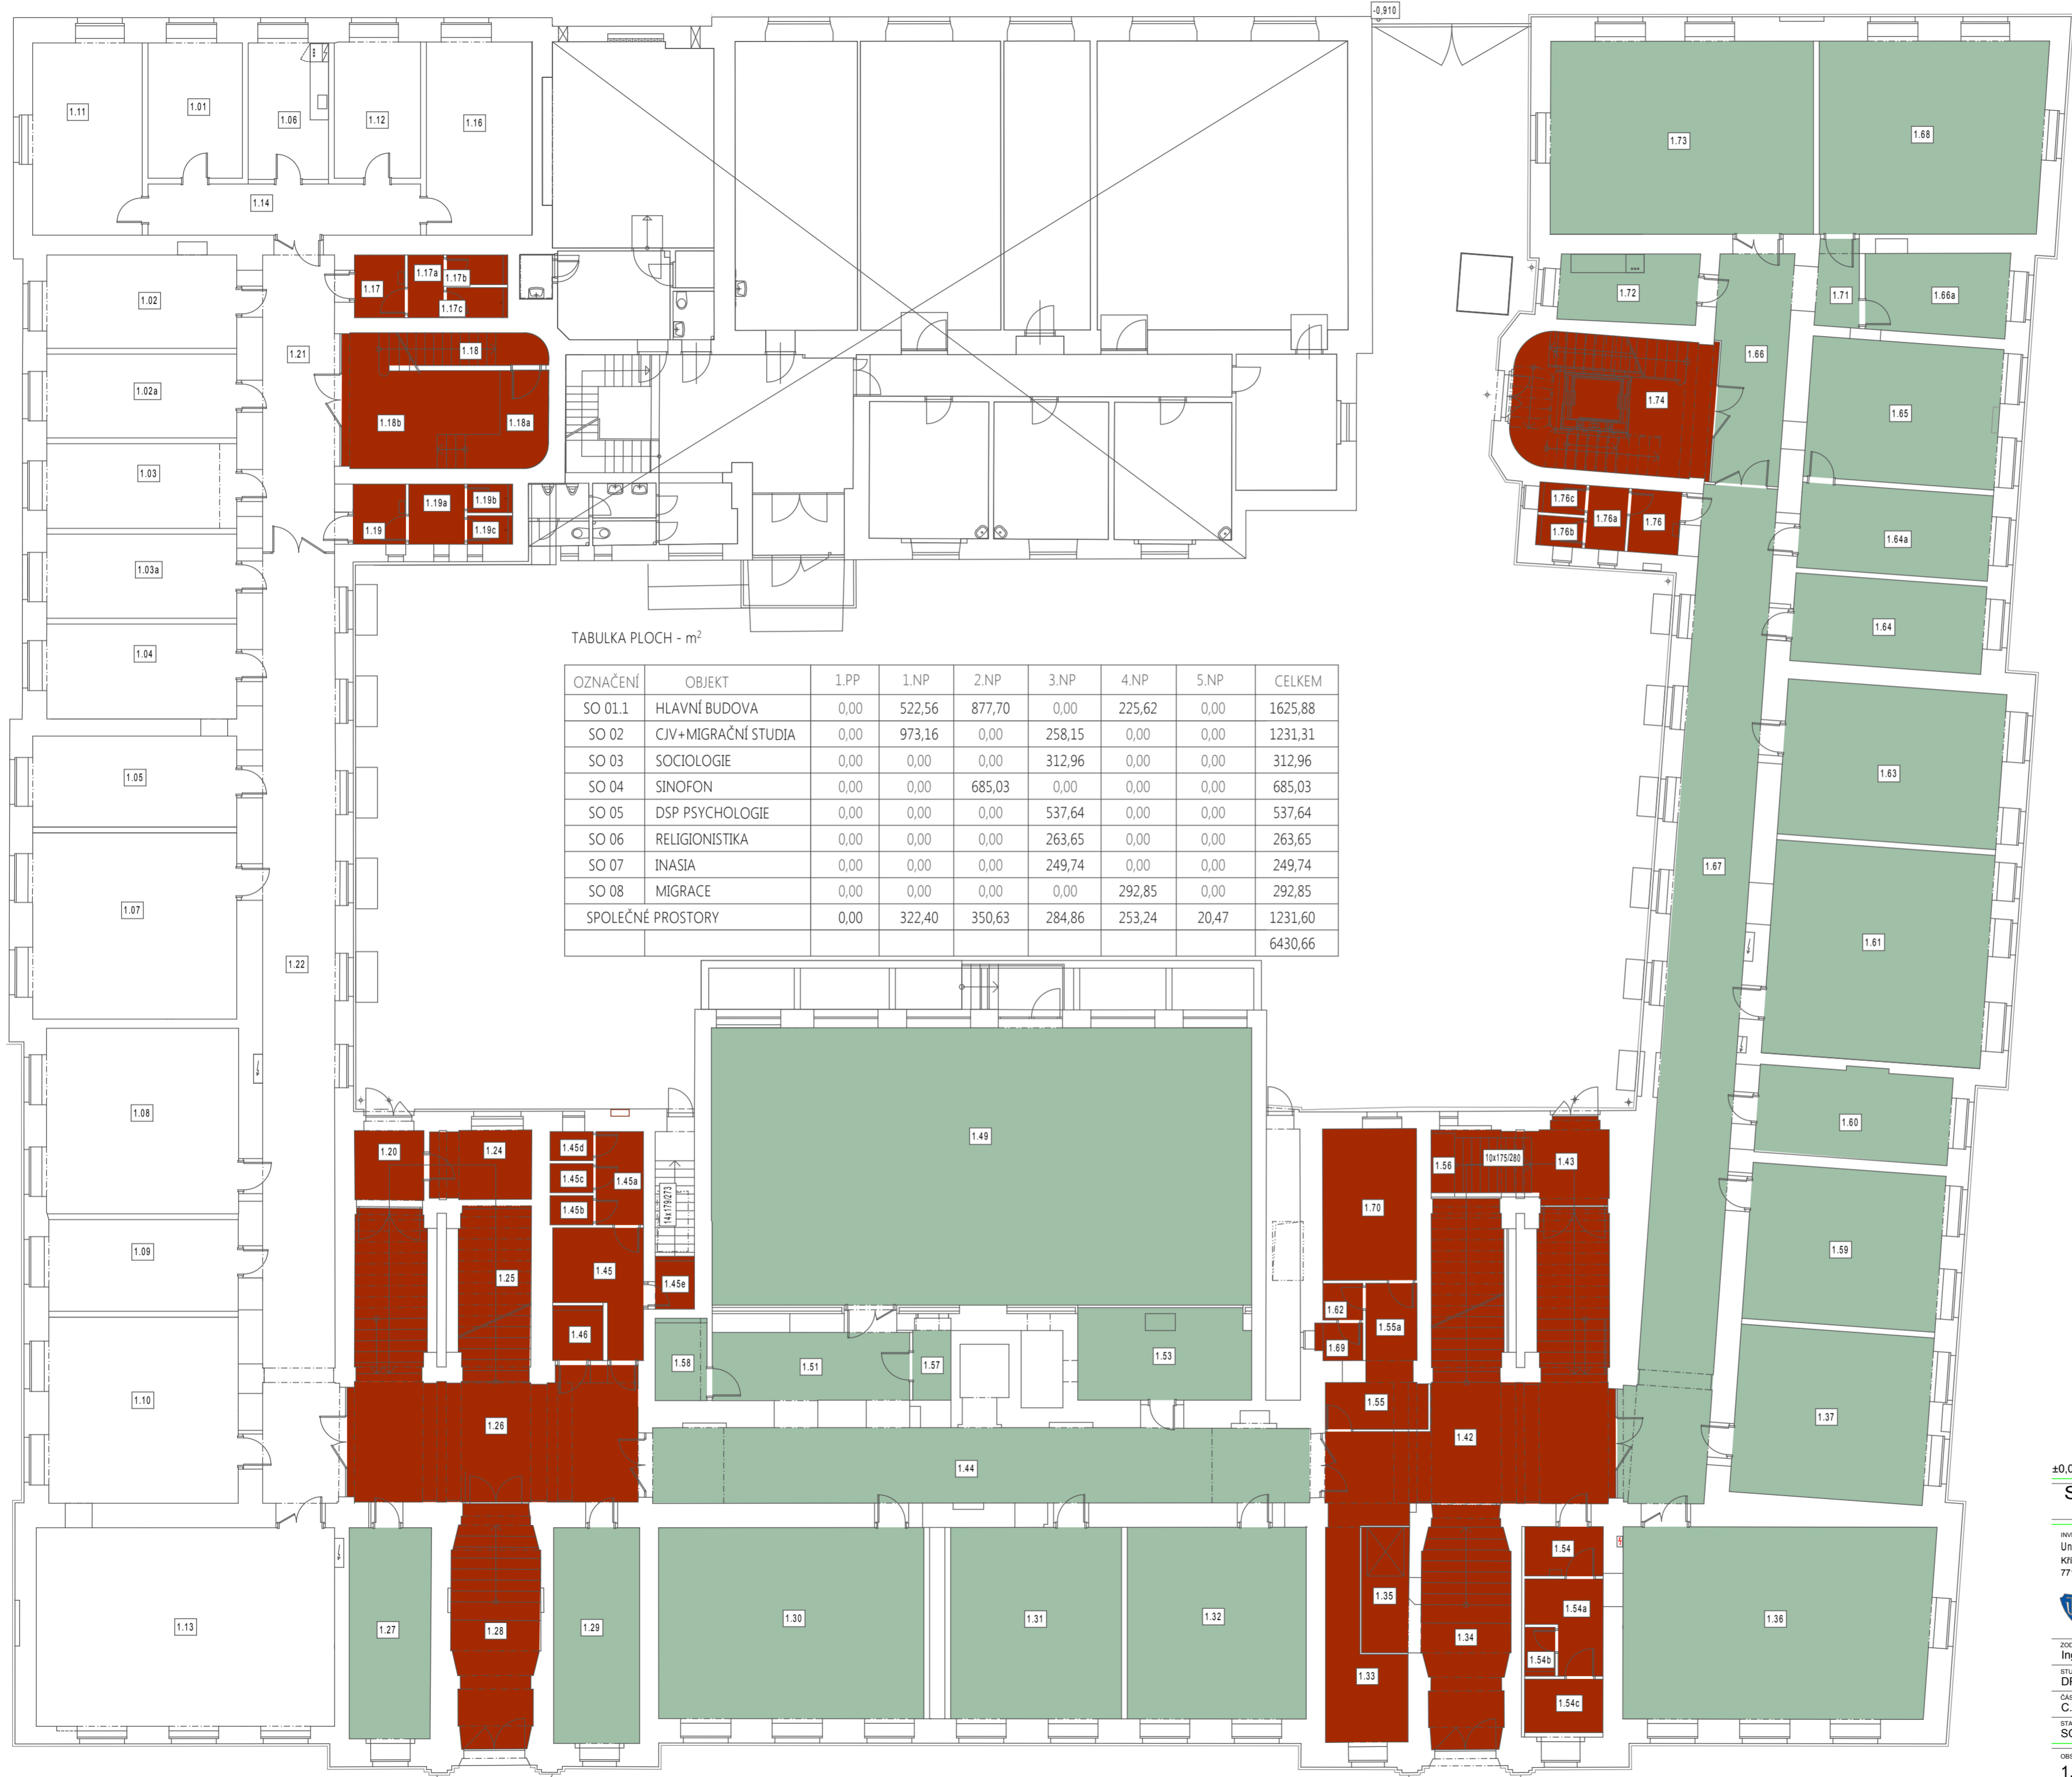 -0,910
1.11
1.01
1.06
1.12
1.16
1.14
1.73
1.68
1.17
1.17a
1.17b
1.17c
1.02
1.21
1.18
1.02a
1.18b
1.18a
1.03
1.19
1.19a
1.19b
1.19c
1.03a
1.04
1.72
1.71
1.66a
1.66
1.65
1.74
1.76c
1.76b
1.76a
1.76
1.64a
1.64
1.63
1.67
1.61
TABULKA PLOCH - m²
OZNAČENÍ OBJEKT 1.PP 1.NP 2.NP 3.NP 4.NP 5.NP CELKEM
SO 01.1 HLAVNÍ BUDOVA 0,00 522,56 877,70 0,00 225,62 0,00 1625,88
SO 02 CJV+MIGRAČNÍ STUDIA 0,00 973,16 0,00 258,15 0,00 0,00 1231,31
SO 03 SOCIOLOGIE 0,00 0,00 0,00 312,96 0,00 0,00 312,96
SO 04 SINOFON 0,00 0,00 685,03 0,00 0,00 0,00 685,03
SO 05 DSP PSYCHOLOGIE 0,00 0,00 0,00 537,64 0,00 0,00 537,64
SO 06 RELIGIONISTIKA 0,00 0,00 0,00 263,65 0,00 0,00 263,65
SO 07 INASIA 0,00 0,00 0,00 249,74 0,00 0,00 249,74
SO 08 MIGRACE 0,00 0,00 0,00 0,00 292,85 0,00 292,85
SPOLEČNÉ PROSTORY 0,00 322,40 350,63 284,86 253,24 20,47 1231,60
6430,66
1.05
1.07
1.22
1.08
1.09
1.10
1.13
1.20
1.24
1.25
1.45d
1.45c
1.45b
1.45a
1.45
1.45e
1.46
14x179/273
1.49
1.58
1.51
1.57
1.53
1.26
1.44
1.70
1.62
1.69
1.55a
1.55
1.56
10x175/280
1.43
1.42
1.60
1.59
1.37
1.27
1.28
1.29
1.30
1.31
1.32
1.33
1.35
1.34
1.54
1.54a
1.54b
1.54c
1.36
±0,0
S
Un
Kři
77
Ing
C.